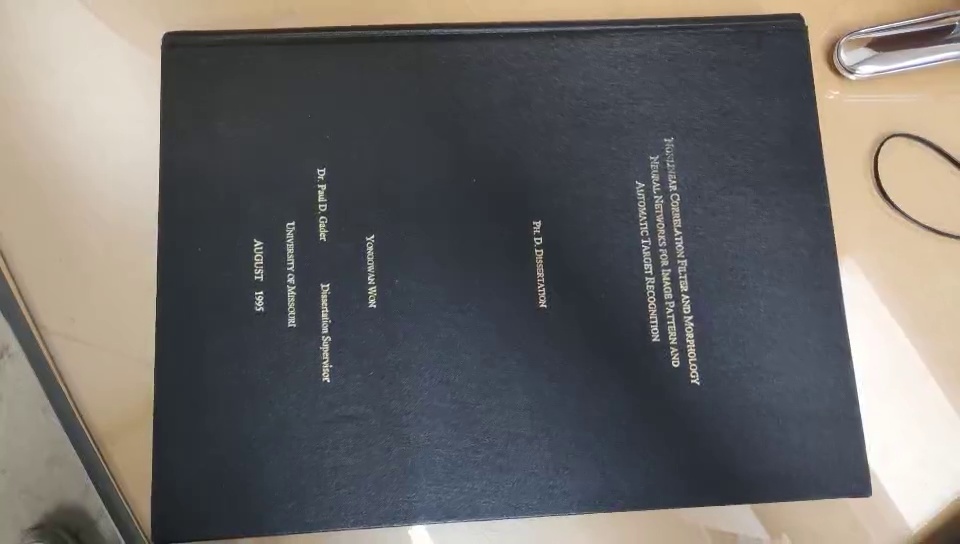 NONLINEAR CORRELATION FILTER AND MORPHOLOGY
NEURAL NETWORKS FOR IMAGE PATTERN AND
AUTOMATIC TARGET RECOGNITION
PH. D. DISSERTATION
YONGGWAN WON
Dr. Paul D. Gader Dissertation Supervisor
UNIVERSITY OF MISSOURI
AUGUST 1995